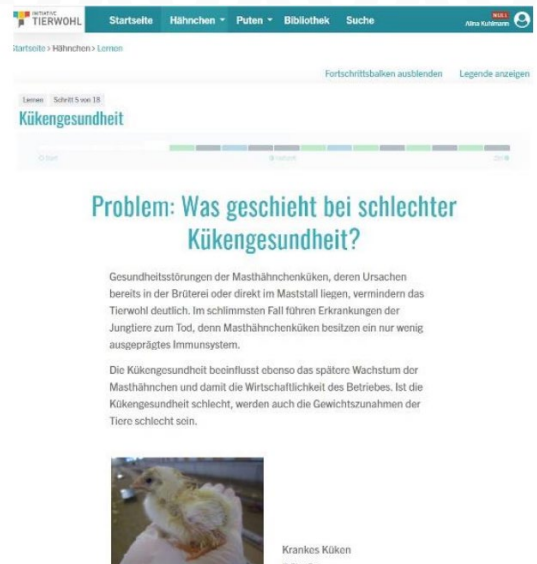 INITIATIVE
TIERWOHL
Startseite Hähnchen Puten Bibliothek Suche
Alina Kuhlmann
Startseite > Hähnchen > Lernen
Fortschrittsbalken ausblenden Legende anzeigen
Lernen Schritt 5 von 18
Kükengesundheit
Start
Ziel
Problem: Was geschieht bei schlechter
Kükengesundheit?
Gesundheitsstörungen der Masthähnchenküken, deren Ursachen
bereits in der Brüterei oder direkt im Maststall liegen, vermindern das
Tierwohl deutlich. Im schlimmsten Fall führen Erkrankungen der
Jungtiere zum Tod, denn Masthähnchenküken besitzen ein nur wenig
ausgeprägtes Immunsystem.
Die Kükengesundheit beeinflusst ebenso das spätere Wachstum der
Masthähnchen und damit die Wirtschaftlichkeit des Betriebes. Ist die
Kükengesundheit schlecht, werden auch die Gewichtszunahmen der
Tiere schlecht sein.
Krankes Küken